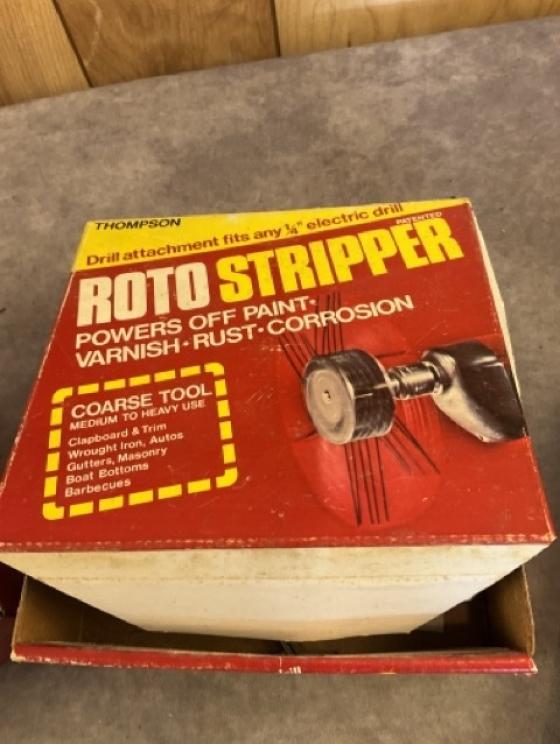 THOMPSON
Drill attachment fits any ¼" electric drill
PATENTED
ROTO STRIPPER
POWERS OFF PAINT·
VARNISH·RUST·CORROSION
COARSE TOOL
MEDIUM TO HEAVY USE
Clapboard & Trim
Wrought Iron, Autos
Gutters, Masonry
Boat Bottoms
Barbecues